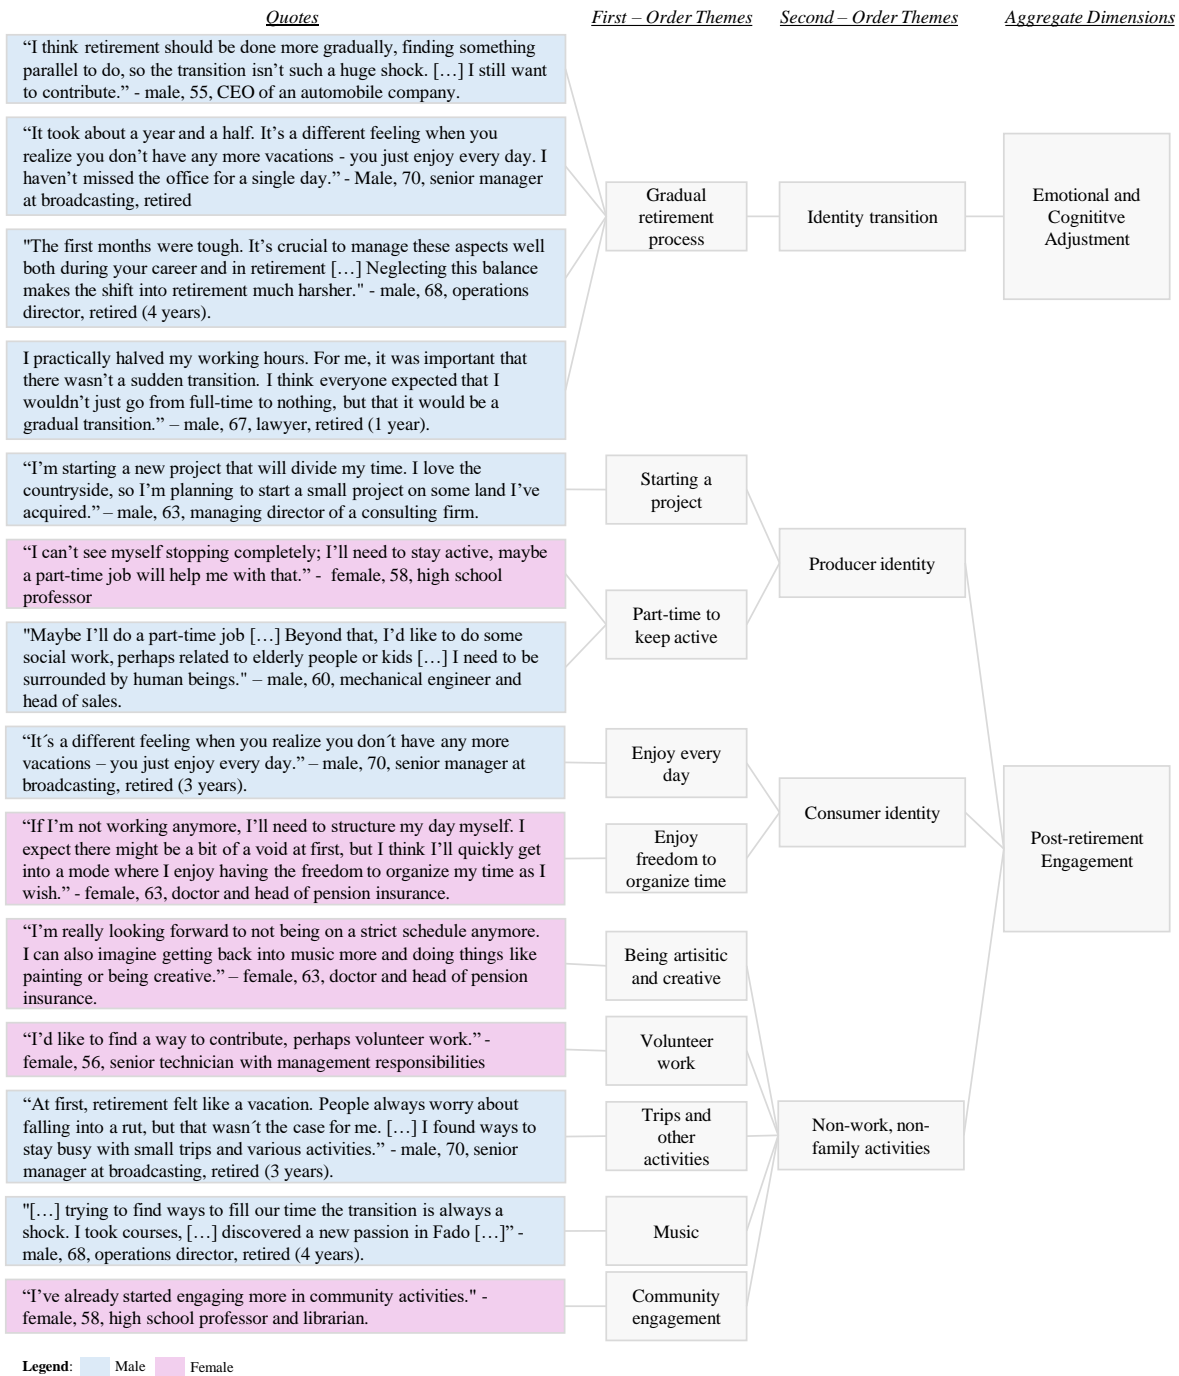 Quotes
First – Order Themes
Second – Order Themes
Aggregate Dimensions
“I think retirement should be done more gradually, finding something
parallel to do, so the transition isn’t such a huge shock. […] I still want
to contribute.” - male, 55, CEO of an automobile company.
“It took about a year and a half. It’s a different feeling when you
realize you don’t have any more vacations - you just enjoy every day. I
haven’t missed the office for a single day.” - Male, 70, senior manager
at broadcasting, retired
"The first months were tough. It’s crucial to manage these aspects well
both during your career and in retirement […] Neglecting this balance
makes the shift into retirement much harsher." - male, 68, operations
director, retired (4 years).
I practically halved my working hours. For me, it was important that
there wasn’t a sudden transition. I think everyone expected that I
wouldn’t just go from full-time to nothing, but that it would be a
gradual transition.” – male, 67, lawyer, retired (1 year).
Gradual
retirement
process
Identity transition
Emotional and
Cognititve
Adjustment
“I’m starting a new project that will divide my time. I love the
countryside, so I’m planning to start a small project on some land I’ve
acquired.” – male, 63, managing director of a consulting firm.
Starting a
project
“I can’t see myself stopping completely; I’ll need to stay active, maybe
a part-time job will help me with that.” - female, 58, high school
professor
"Maybe I’ll do a part-time job […] Beyond that, I’d like to do some
social work, perhaps related to elderly people or kids […] I need to be
surrounded by human beings." – male, 60, mechanical engineer and
head of sales.
Part-time to
keep active
Producer identity
“It´s a different feeling when you realize you don´t have any more
vacations – you just enjoy every day.” – male, 70, senior manager at
broadcasting, retired (3 years).
Enjoy every
day
“If I’m not working anymore, I’ll need to structure my day myself. I
expect there might be a bit of a void at first, but I think I’ll quickly get
into a mode where I enjoy having the freedom to organize my time as I
wish.” - female, 63, doctor and head of pension insurance.
Enjoy
freedom to
organize time
Consumer identity
Post-retirement
Engagement
“I’m really looking forward to not being on a strict schedule anymore.
I can also imagine getting back into music more and doing things like
painting or being creative.” – female, 63, doctor and head of pension
insurance.
Being artisitic
and creative
“I’d like to find a way to contribute, perhaps volunteer work.” -
female, 56, senior technician with management responsibilities
Volunteer
work
“At first, retirement felt like a vacation. People always worry about
falling into a rut, but that wasn´t the case for me. […] I found ways to
stay busy with small trips and various activities.” - male, 70, senior
manager at broadcasting, retired (3 years).
Trips and
other
activities
Non-work, non-
family activities
"[…] trying to find ways to fill our time the transition is always a
shock. I took courses, […] discovered a new passion in Fado […]” -
male, 68, operations director, retired (4 years).
Music
“I’ve already started engaging more in community activities." -
female, 58, high school professor and librarian.
Community
engagement
Legend: Male Female